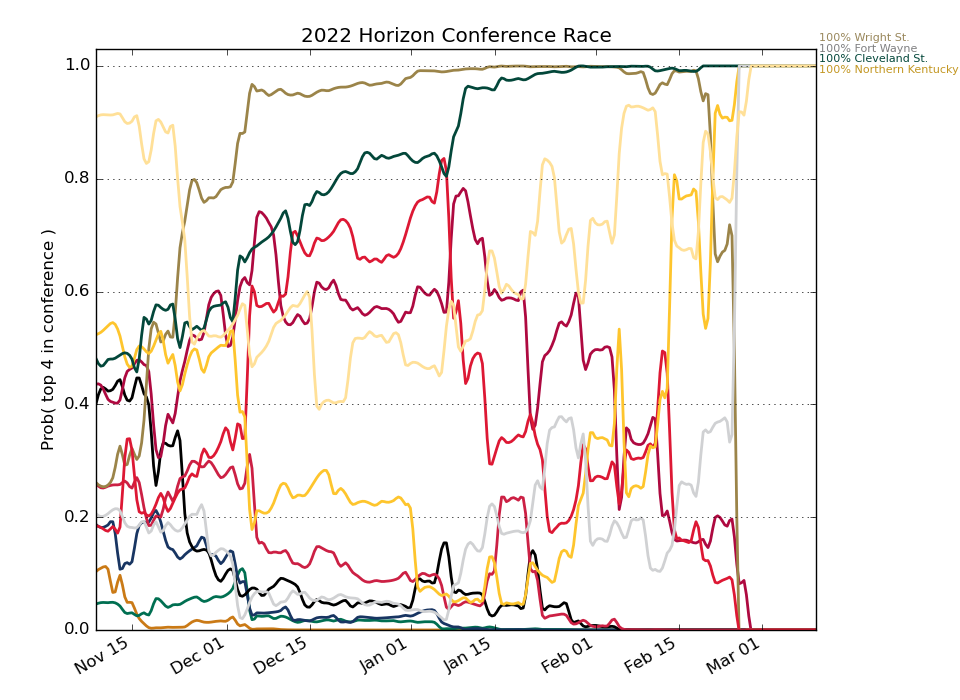 2022 Horizon Conference Race
100% Wright St.
100% Fort Wayne
100% Cleveland St.
100% Northern Kentucky
Prob( top 4 in conference )
1.0
0.8
0.6
0.4
0.2
0.0
Nov 15
Dec 01
Dec 15
Jan 01
Jan 15
Feb 01
Feb 15
Mar 01